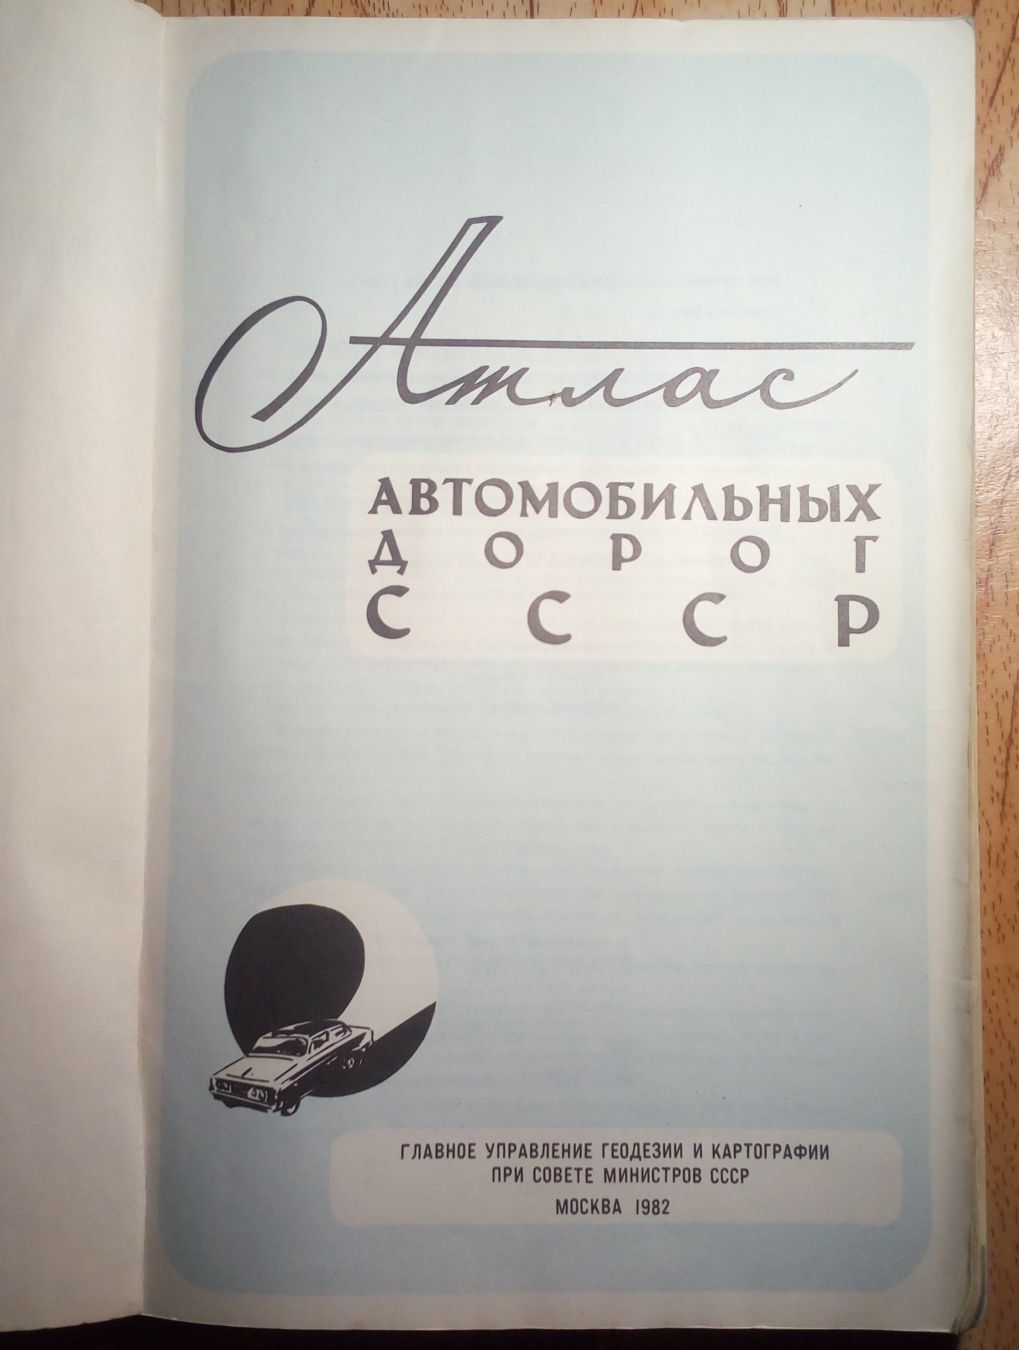 Атлас
АВТОМОБИЛЬНЫХ
ДОРОГ
СССР
ГЛАВНОЕ УПРАВЛЕНИЕ ГЕОДЕЗИИ И КАРТОГРАФИИ
ПРИ СОВЕТЕ МИНИСТРОВ СССР
МОСКВА 1982